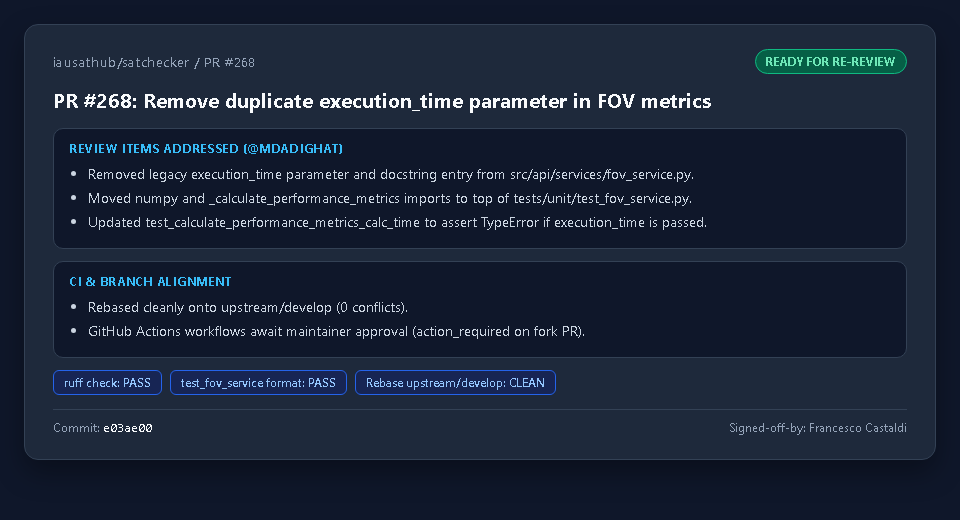 iausathub/satchecker / PR #268
READY FOR RE-REVIEW
PR #268: Remove duplicate execution_time parameter in FOV metrics
REVIEW ITEMS ADDRESSED (@MDADIGHAT)
• Removed legacy execution_time parameter and docstring entry from src/api/services/fov_service.py.
• Moved numpy and _calculate_performance_metrics imports to top of tests/unit/test_fov_service.py.
• Updated test_calculate_performance_metrics_calc_time to assert TypeError if execution_time is passed.
CI & BRANCH ALIGNMENT
• Rebased cleanly onto upstream/develop (0 conflicts).
• GitHub Actions workflows await maintainer approval (action_required on fork PR).
ruff check: PASS
test_fov_service format: PASS
Rebase upstream/develop: CLEAN
Commit: e03ae00
Signed-off-by: Francesco Castaldi